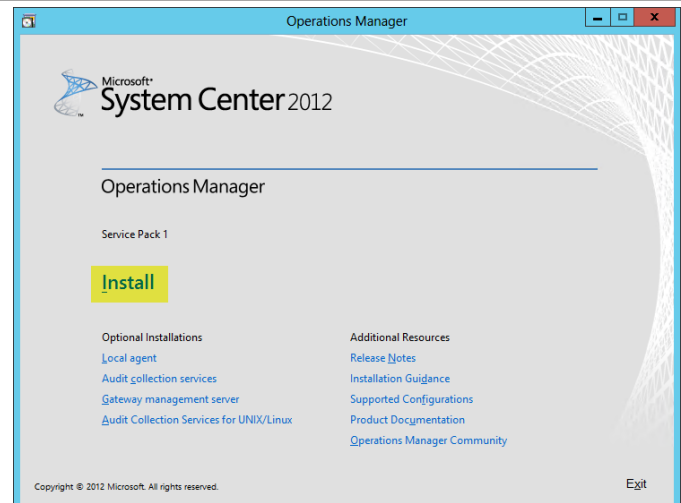 Operations Manager
Microsoft
System Center 2012
Operations Manager
Service Pack 1
Install
Optional Installations
Local agent
Audit collection services
Gateway management server
Audit Collection Services for UNIX/Linux
Additional Resources
Release Notes
Installation Guidance
Supported Configurations
Product Documentation
Operations Manager Community
Copyright © 2012 Microsoft. All rights reserved.
Exit